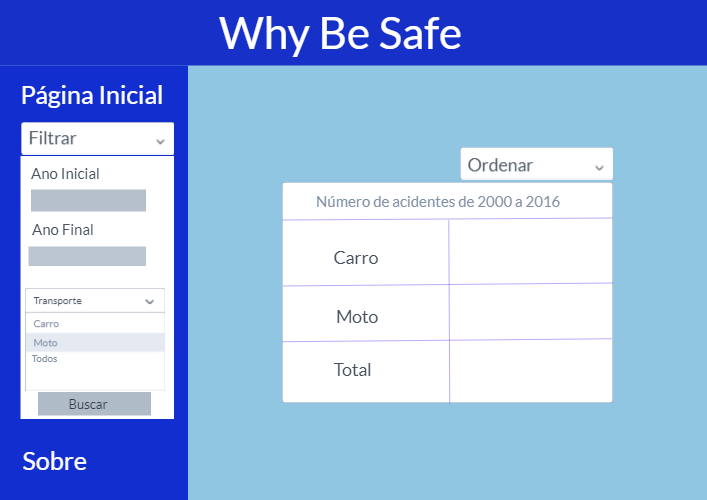 Why Be Safe
Página Inicial
Filtrar
Ano Inicial
Ano Final
Transporte
Carro
Moto
Todos
Buscar
Sobre
Ordenar
Número de acidentes de 2000 a 2016
Carro
Moto
Total